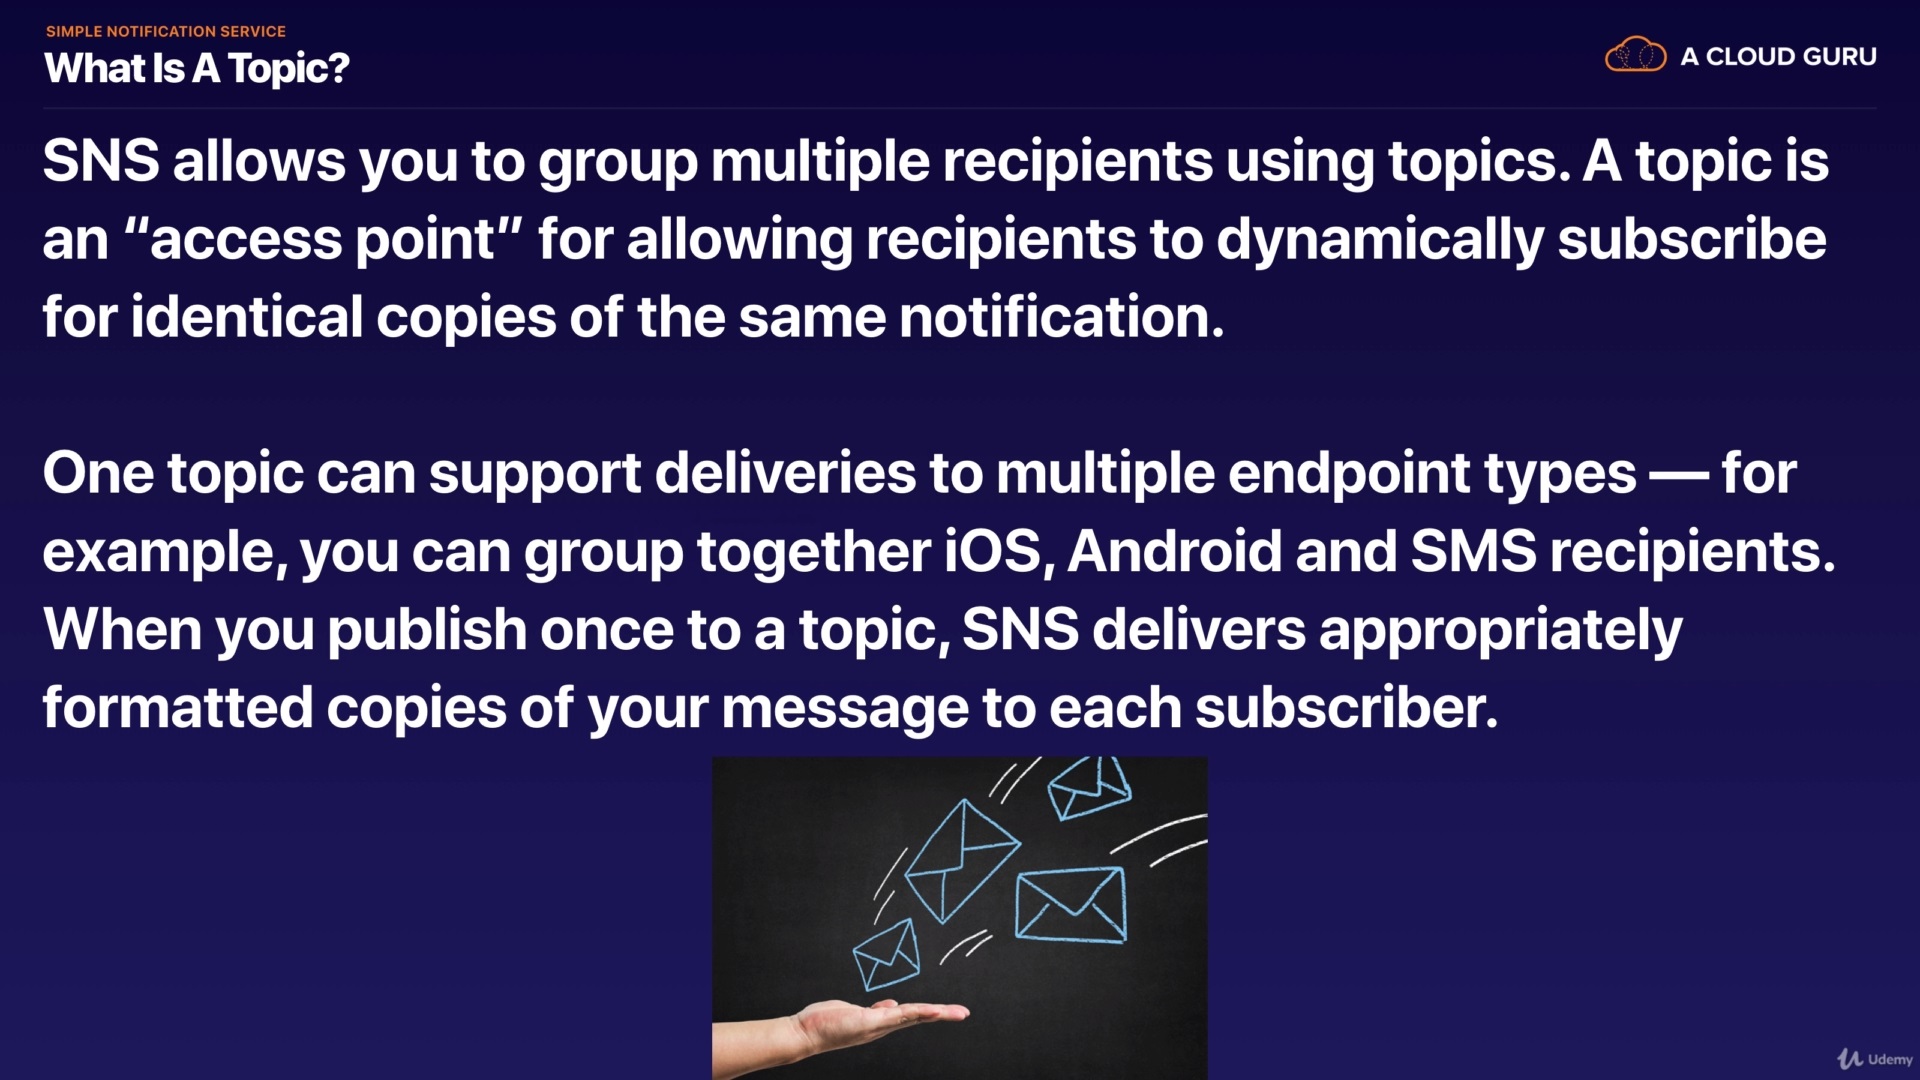 SIMPLE NOTIFICATION SERVICE
What Is A Topic?
A CLOUD GURU
SNS allows you to group multiple recipients using topics. A topic is
an “access point” for allowing recipients to dynamically subscribe
for identical copies of the same notification.
One topic can support deliveries to multiple endpoint types — for
example, you can group together iOS, Android and SMS recipients.
When you publish once to a topic, SNS delivers appropriately
formatted copies of your message to each subscriber.
Udemy